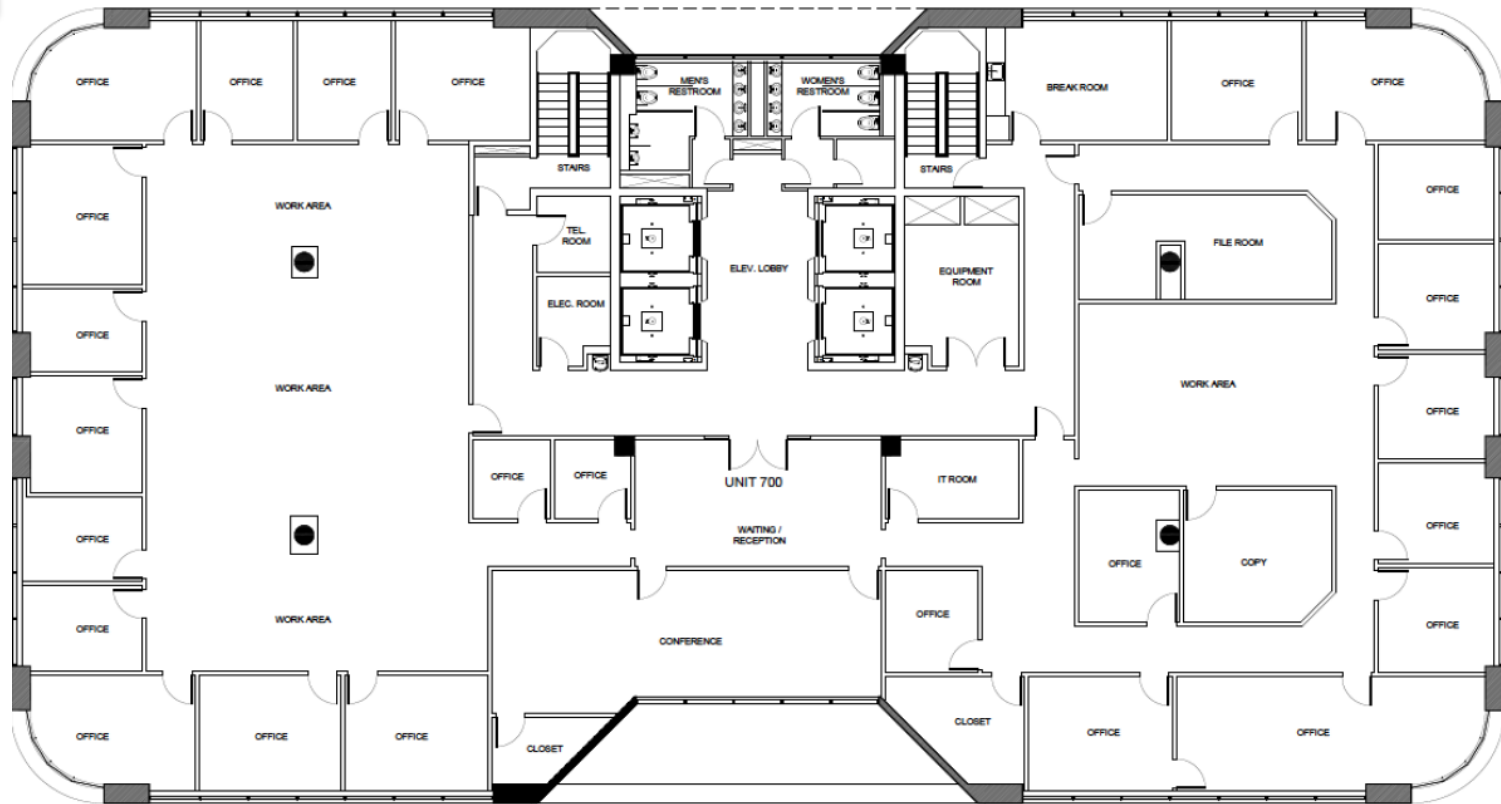 OFFICE
OFFICE
OFFICE
OFFICE
MEN'S
RESTROOM
WOMEN'S
RESTROOM
BREAK ROOM
OFFICE
OFFICE
STAIRS
STAIRS
OFFICE
WORK AREA
OFFICE
TEL.
ROOM
FILE ROOM
ELEV. LOBBY
EQUIPMENT
ROOM
ELEC. ROOM
OFFICE
OFFICE
WORK AREA
WORK AREA
OFFICE
OFFICE
OFFICE
OFFICE
IT ROOM
UNIT 700
WAITING /
RECEPTION
OFFICE
OFFICE
OFFICE
COPY
OFFICE
WORK AREA
OFFICE
OFFICE
CONFERENCE
OFFICE
OFFICE
OFFICE
CLOSET
CLOSET
OFFICE
OFFICE
OFFICE